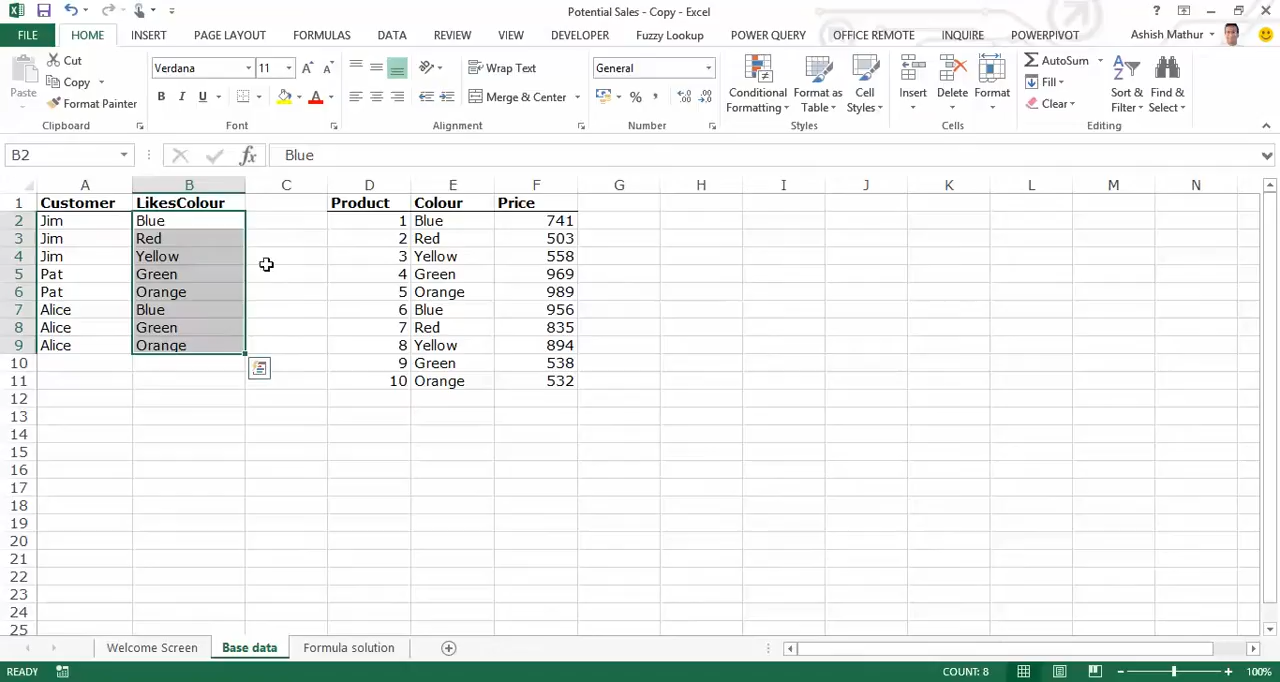 Potential Sales - Copy - Excel
FILE HOME INSERT PAGE LAYOUT FORMULAS DATA REVIEW VIEW DEVELOPER Fuzzy Lookup POWER QUERY OFFICE REMOTE INQUIRE POWERPIVOT Ashish Mathur
Paste
Cut
Copy
Format Painter
Clipboard
Verdana 11
B I U
Font
Wrap Text
Merge & Center
Alignment
General
Number
Conditional Formatting
Format as Table
Cell Styles
Styles
Insert Delete Format
Cells
AutoSum
Fill
Clear
Sort & Filter
Find & Select
Editing
B2 fx Blue
A B C D E F G H I J K L M N
1 Customer LikesColour Product Colour Price
2 Jim Blue 1 Blue 741
3 Jim Red 2 Red 503
4 Jim Yellow 3 Yellow 558
5 Pat Green 4 Green 969
6 Pat Orange 5 Orange 989
7 Alice Blue 6 Blue 956
8 Alice Green 7 Red 835
9 Alice Orange 8 Yellow 894
10 9 Green 538
11 10 Orange 532
12
13
14
15
16
17
18
19
20
21
22
23
24
25
Welcome Screen Base data Formula solution
READY COUNT: 8 100%